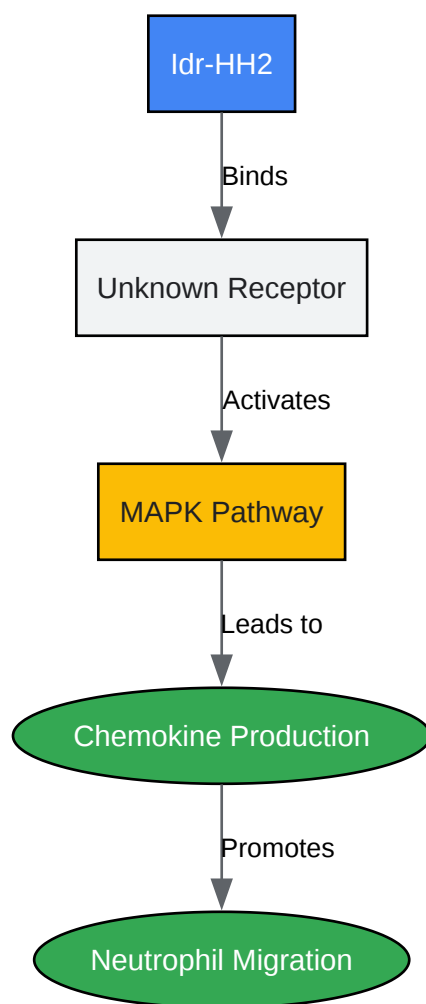 Idr-HH2
Binds
Unknown Receptor
Activates
MAPK Pathway
Leads to
Chemokine Production
Promotes
Neutrophil Migration